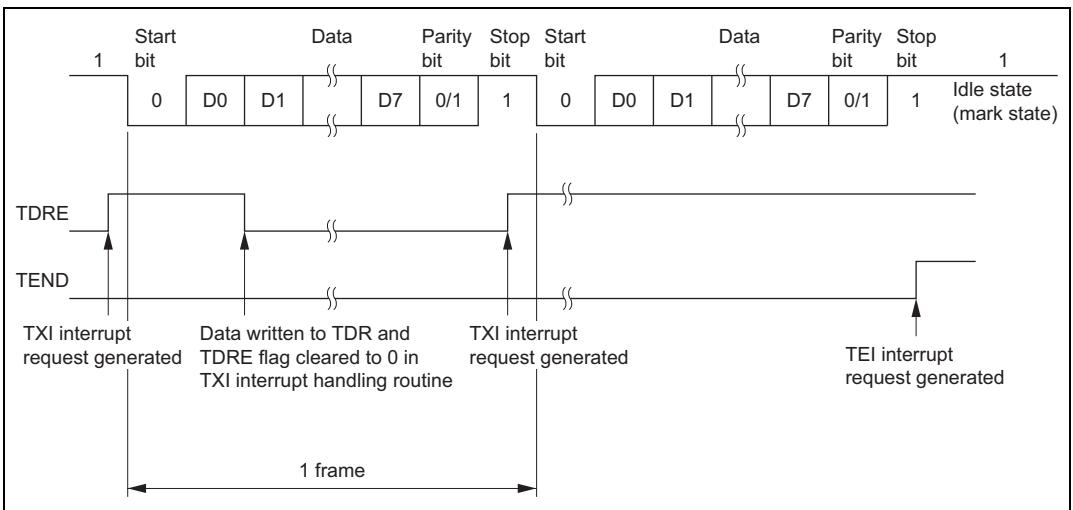 Start Data Parity Stop Start Data Parity Stop
1 bit bit bit bit bit bit 1
0 D0 D1 D7 0/1 1 0 D0 D1 D7 0/1 1 Idle state
(mark state)
TDRE
TEND
TXI interrupt
request generated
Data written to TDR and
TDRE flag cleared to 0 in
TXI interrupt handling routine
TXI interrupt
request generated
TEI interrupt
request generated
1 frame